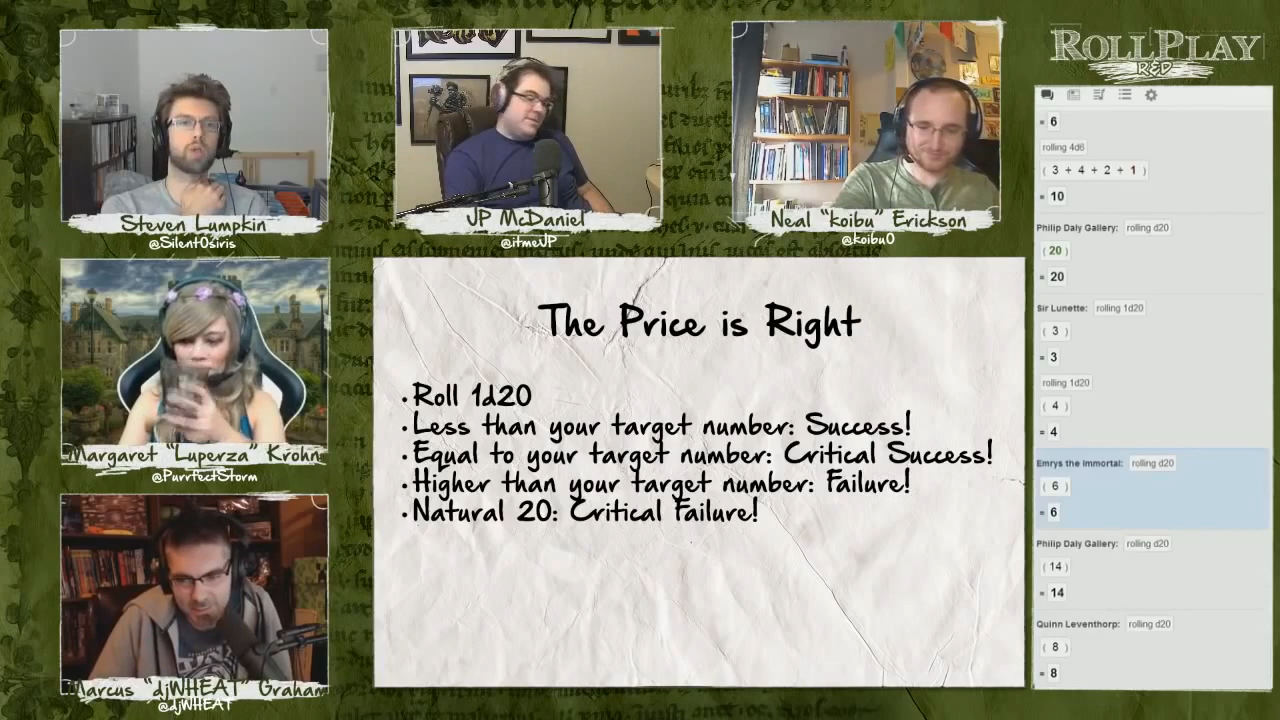 ROLLPLAY
R&D
Steven Lumpkin
@SilentOsiris
JP McDaniel
@itmeJP
Neal "koibu" Erickson
@koibu0
Margaret "Luperza" Krohn
@PurrfectStorm
Marcus "djWHEAT" Graham
@djWHEAT
The Price is Right
• Roll 1d20
• Less than your target number: Success!
• Equal to your target number: Critical Success!
• Higher than your target number: Failure!
• Natural 20: Critical Failure!
= 6
rolling 4d6
( 3 + 4 + 2 + 1 )
= 10
Philip Daly Gallery: rolling d20
( 20 )
= 20
Sir Lunette: rolling 1d20
( 3 )
= 3
rolling 1d20
( 4 )
= 4
Emrys the Immortal: rolling d20
( 6 )
= 6
Philip Daly Gallery: rolling d20
( 14 )
= 14
Quinn Leventhorp: rolling d20
( 8 )
= 8